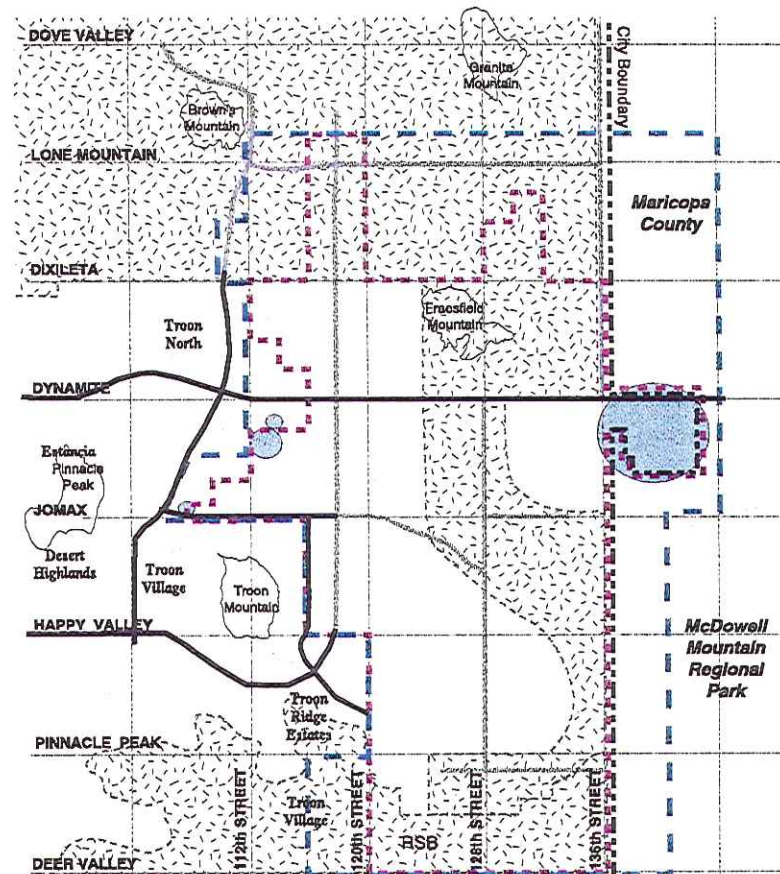 DOVE VALLEY
Granite
Mountain
City Boundary
Brown's
Mountain
LONE MOUNTAIN
Maricopa
County
DIXILETA
Troon
North
Mountain
DYNAMITE
Estancia
Pinnacle
Peak
JOMAX
Desert
Highlands
Troon
Village
Troon
Mountain
HAPPY VALLEY
McDowell
Mountain
Regional
Park
Troon
Ridge
Estates
PINNACLE PEAK
112th STREET
Troon
Village
120th STREET
128th STREET
136th STREET
DEER VALLEY